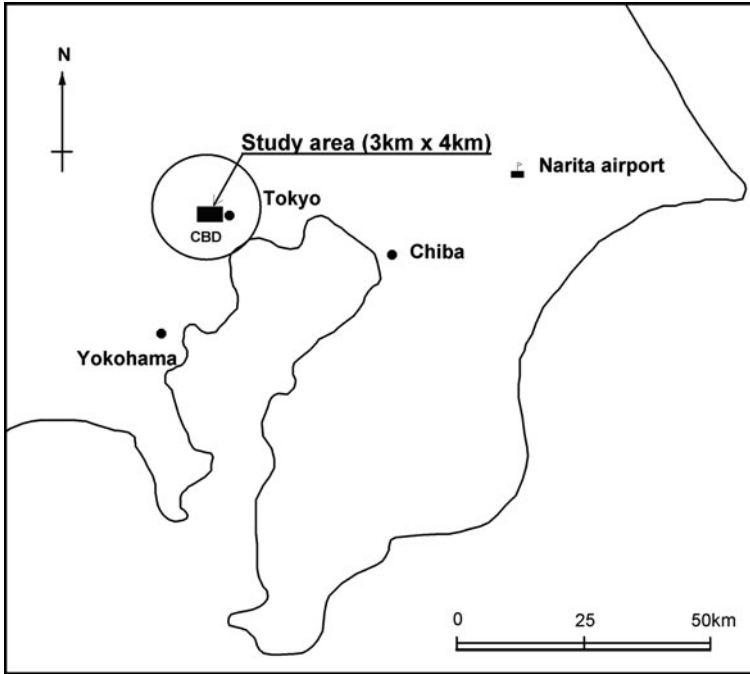 N
Study area (3km x 4km)
Narita airport
Tokyo
CBD
Chiba
Yokohama
0 25 50km